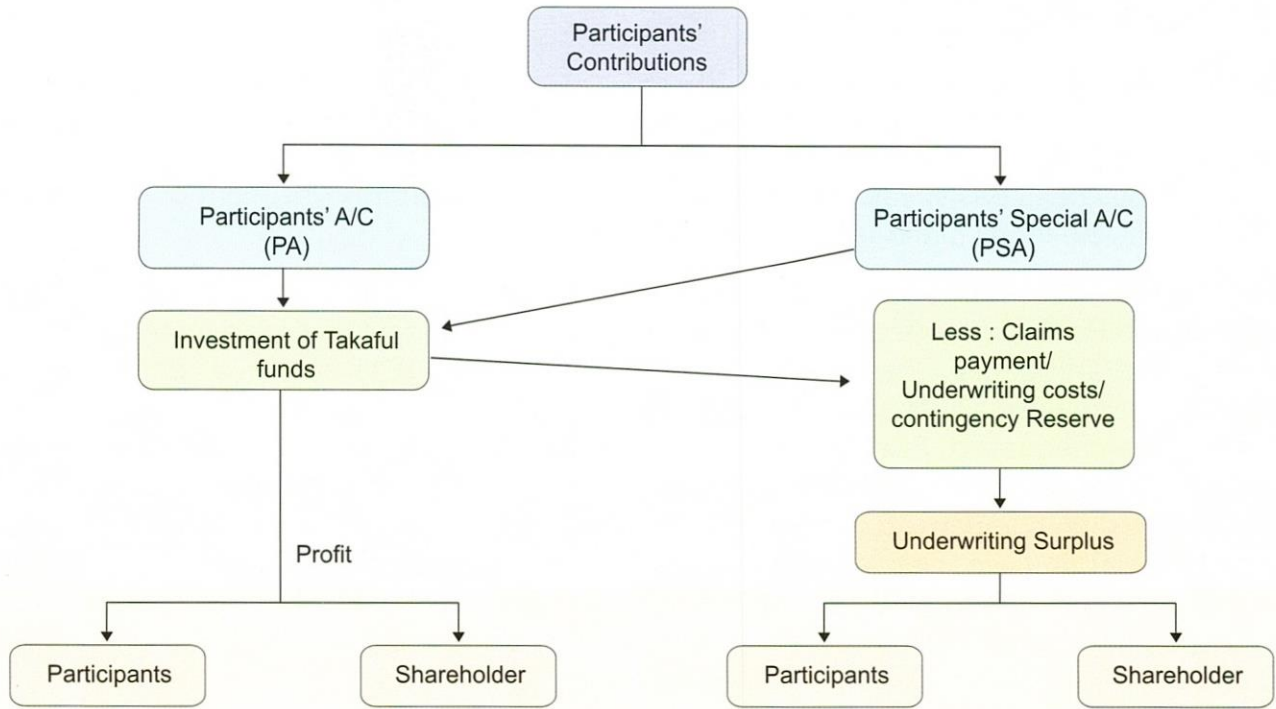 Participants'
Contributions
Participants' A/C
(PA)
Participants' Special A/C
(PSA)
Investment of Takaful
funds
Less : Claims
payment/
Underwriting costs/
contingency Reserve
Underwriting Surplus
Profit
Participants
Shareholder
Participants
Shareholder